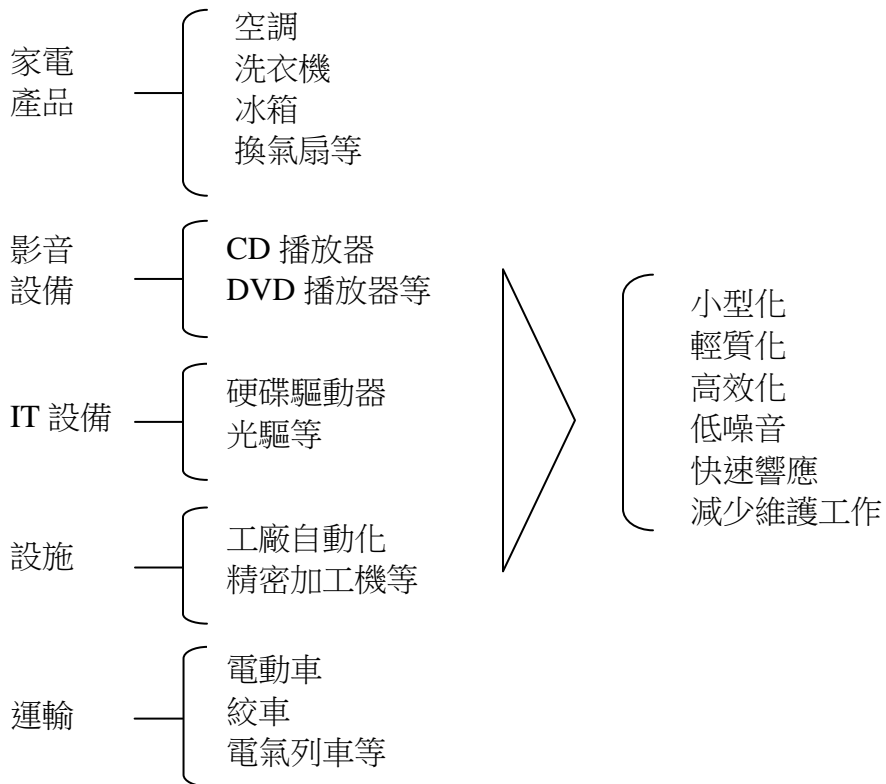 家電
產品
空調
洗衣機
冰箱
換氣扇等
影音
設備
CD 播放器
DVD 播放器等
IT 設備
硬碟驅動器
光驅等
設施
工廠自動化
精密加工機等
運輸
電動車
絞車
電氣列車等
小型化
輕質化
高效化
低噪音
快速響應
減少維護工作